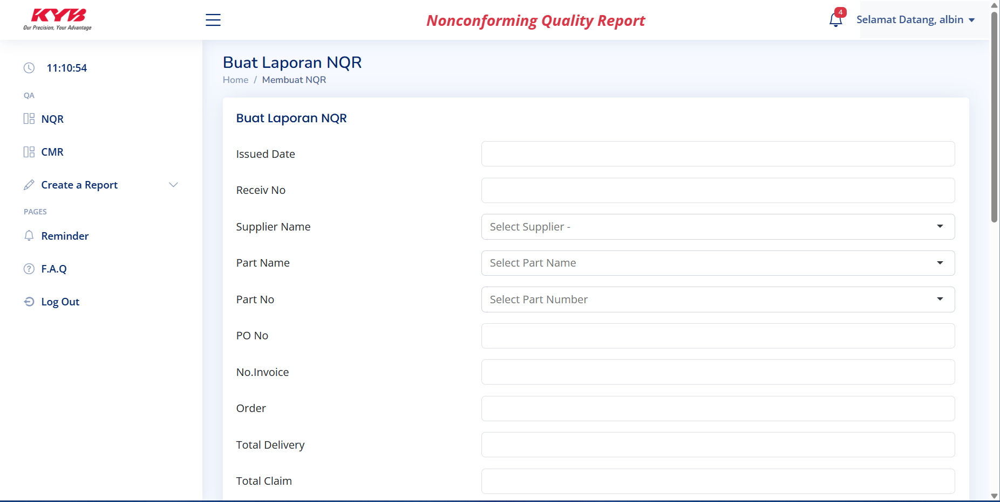 KYB
Our Precision, Your Advantage
Nonconforming Quality Report
4
Selamat Datang, albin
11:10:54
QA
NQR
CMR
Create a Report
PAGES
Reminder
F.A.Q
Log Out
Buat Laporan NQR
Home / Membuat NQR
Buat Laporan NQR
Issued Date
Receiv No
Supplier Name
Select Supplier -
Part Name
Select Part Name
Part No
Select Part Number
PO No
No.Invoice
Order
Total Delivery
Total Claim